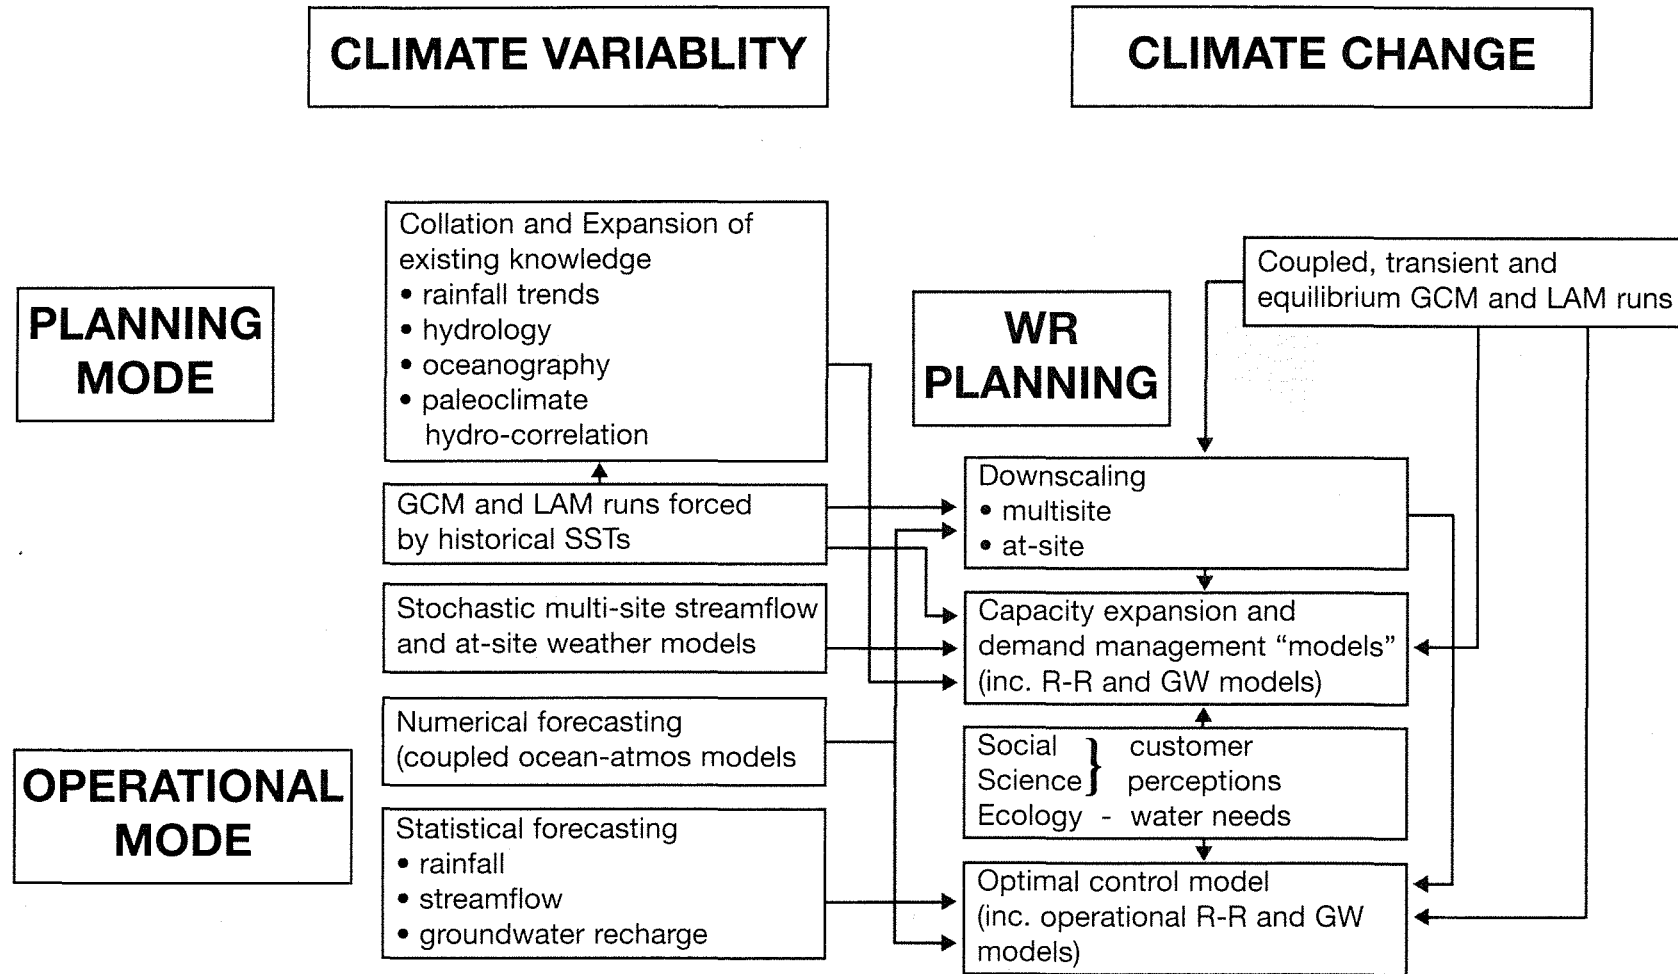 CLIMATE VARIABLITY
CLIMATE CHANGE
PLANNING
MODE
Collation and Expansion of
existing knowledge
• rainfall trends
• hydrology
• oceanography
• paleoclimate
hydro-correlation
GCM and LAM runs forced
by historical SSTs
Stochastic multi-site streamflow
and at-site weather models
OPERATIONAL
MODE
Numerical forecasting
(coupled ocean-atmos models
Statistical forecasting
• rainfall
• streamflow
• groundwater recharge
WR
PLANNING
Coupled, transient and
equilibrium GCM and LAM runs
Downscaling
• multisite
• at-site
Capacity expansion and
demand management “models”
(inc. R-R and GW models)
Social } customer
Science } perceptions
Ecology - water needs
Optimal control model
(inc. operational R-R and GW
models)